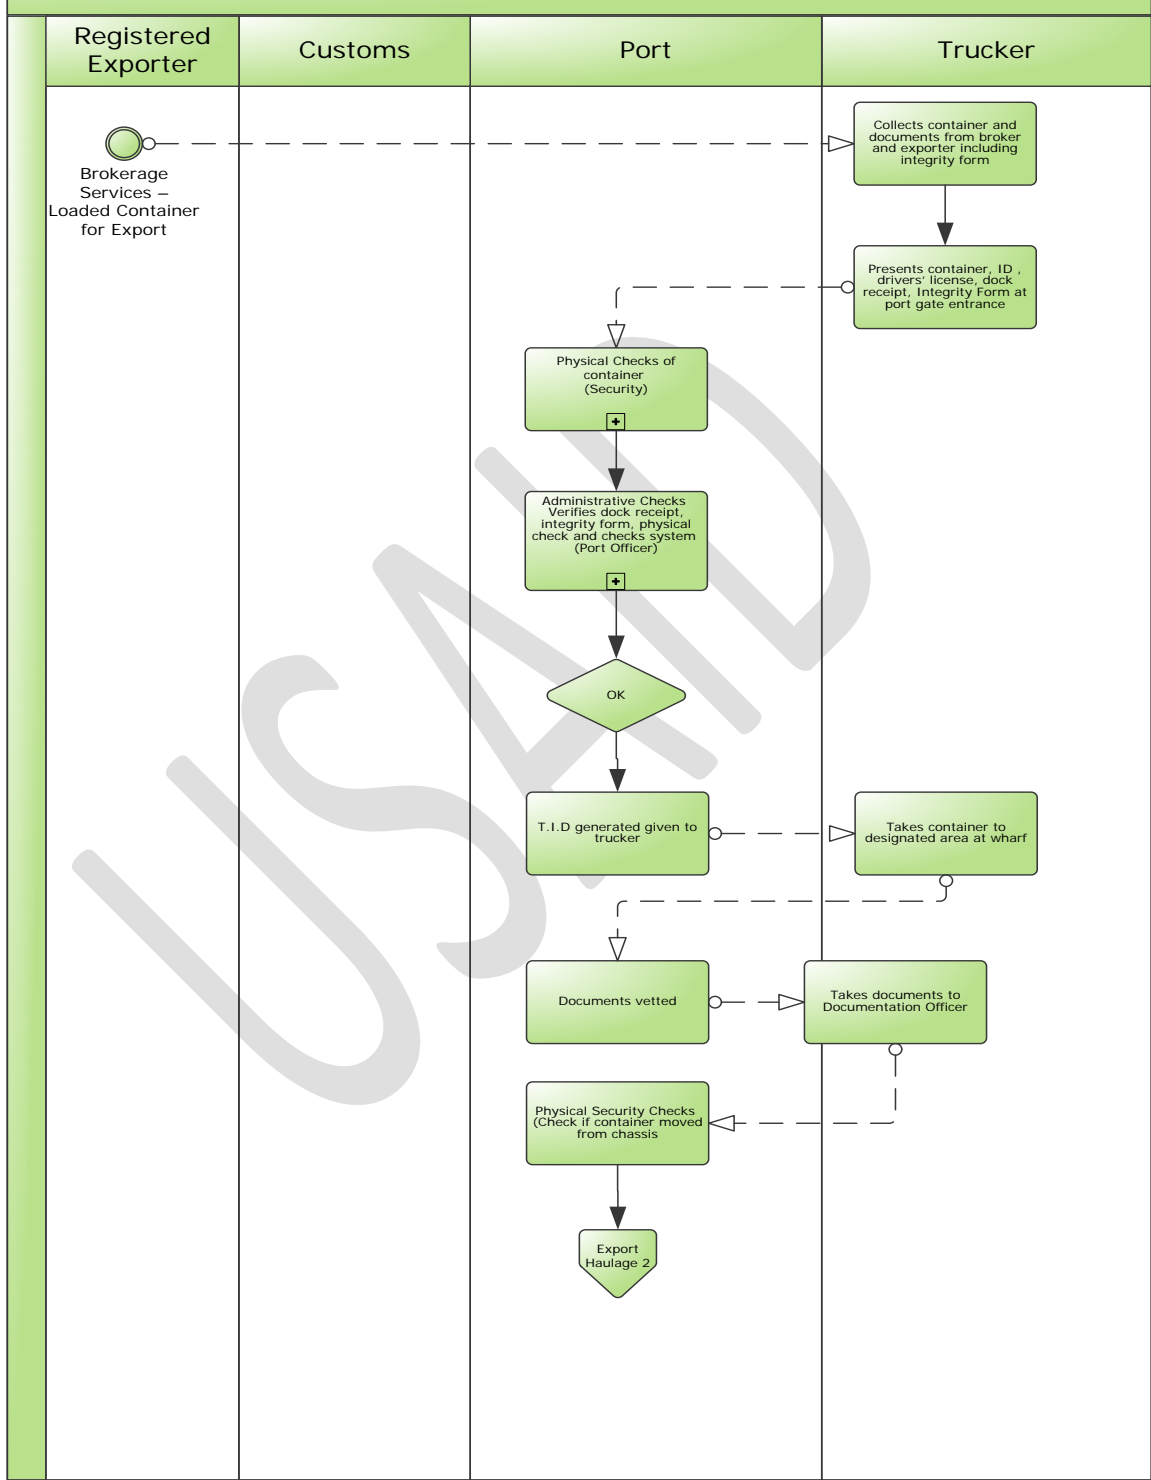 Registered
Exporter
Customs
Port
Trucker
Brokerage
Services –
Loaded Container
for Export
Collects container and
documents from broker
and exporter including
integrity form
Presents container, ID ,
drivers' license, dock
receipt, Integrity Form at
port gate entrance
Physical Checks of
container
(Security)
Administrative Checks
Verifies dock receipt,
integrity form, physical
check and checks system
(Port Officer)
OK
T.I.D generated given to
trucker
Takes container to
designated area at wharf
Documents vetted
Takes documents to
Documentation Officer
Physical Security Checks
(Check if container moved
from chassis
Export
Haulage 2
USAID